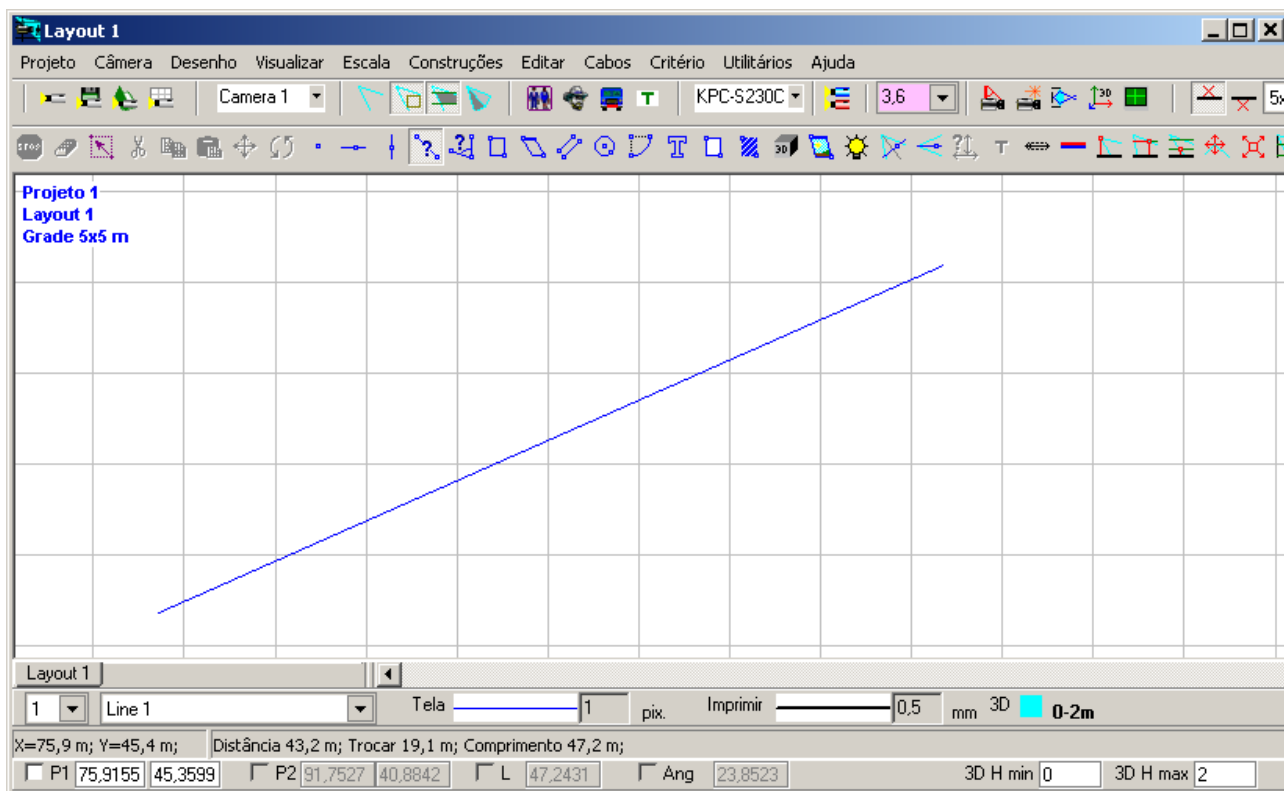 Layout 1
Projeto Câmera Desenho Visualizar Escala Construções Editar Cabos Critério Utilitários Ajuda
Camera 1 T KPC-S230C 3,6 3D
STOP ? ? T 3D ? T
Projeto 1
Layout 1
Grade 5x5 m
Layout 1
1 Line 1 Tela 1 pix. Imprimir 0,5 mm 3D 0-2m
X=75,9 m; Y=45,4 m; Distância 43,2 m; Trocar 19,1 m; Comprimento 47,2 m;
P1 75,9155 45,3599 P2 91,7527 40,8842 L 47,2431 Ang 23,8523 3D H min 0 3D H max 2